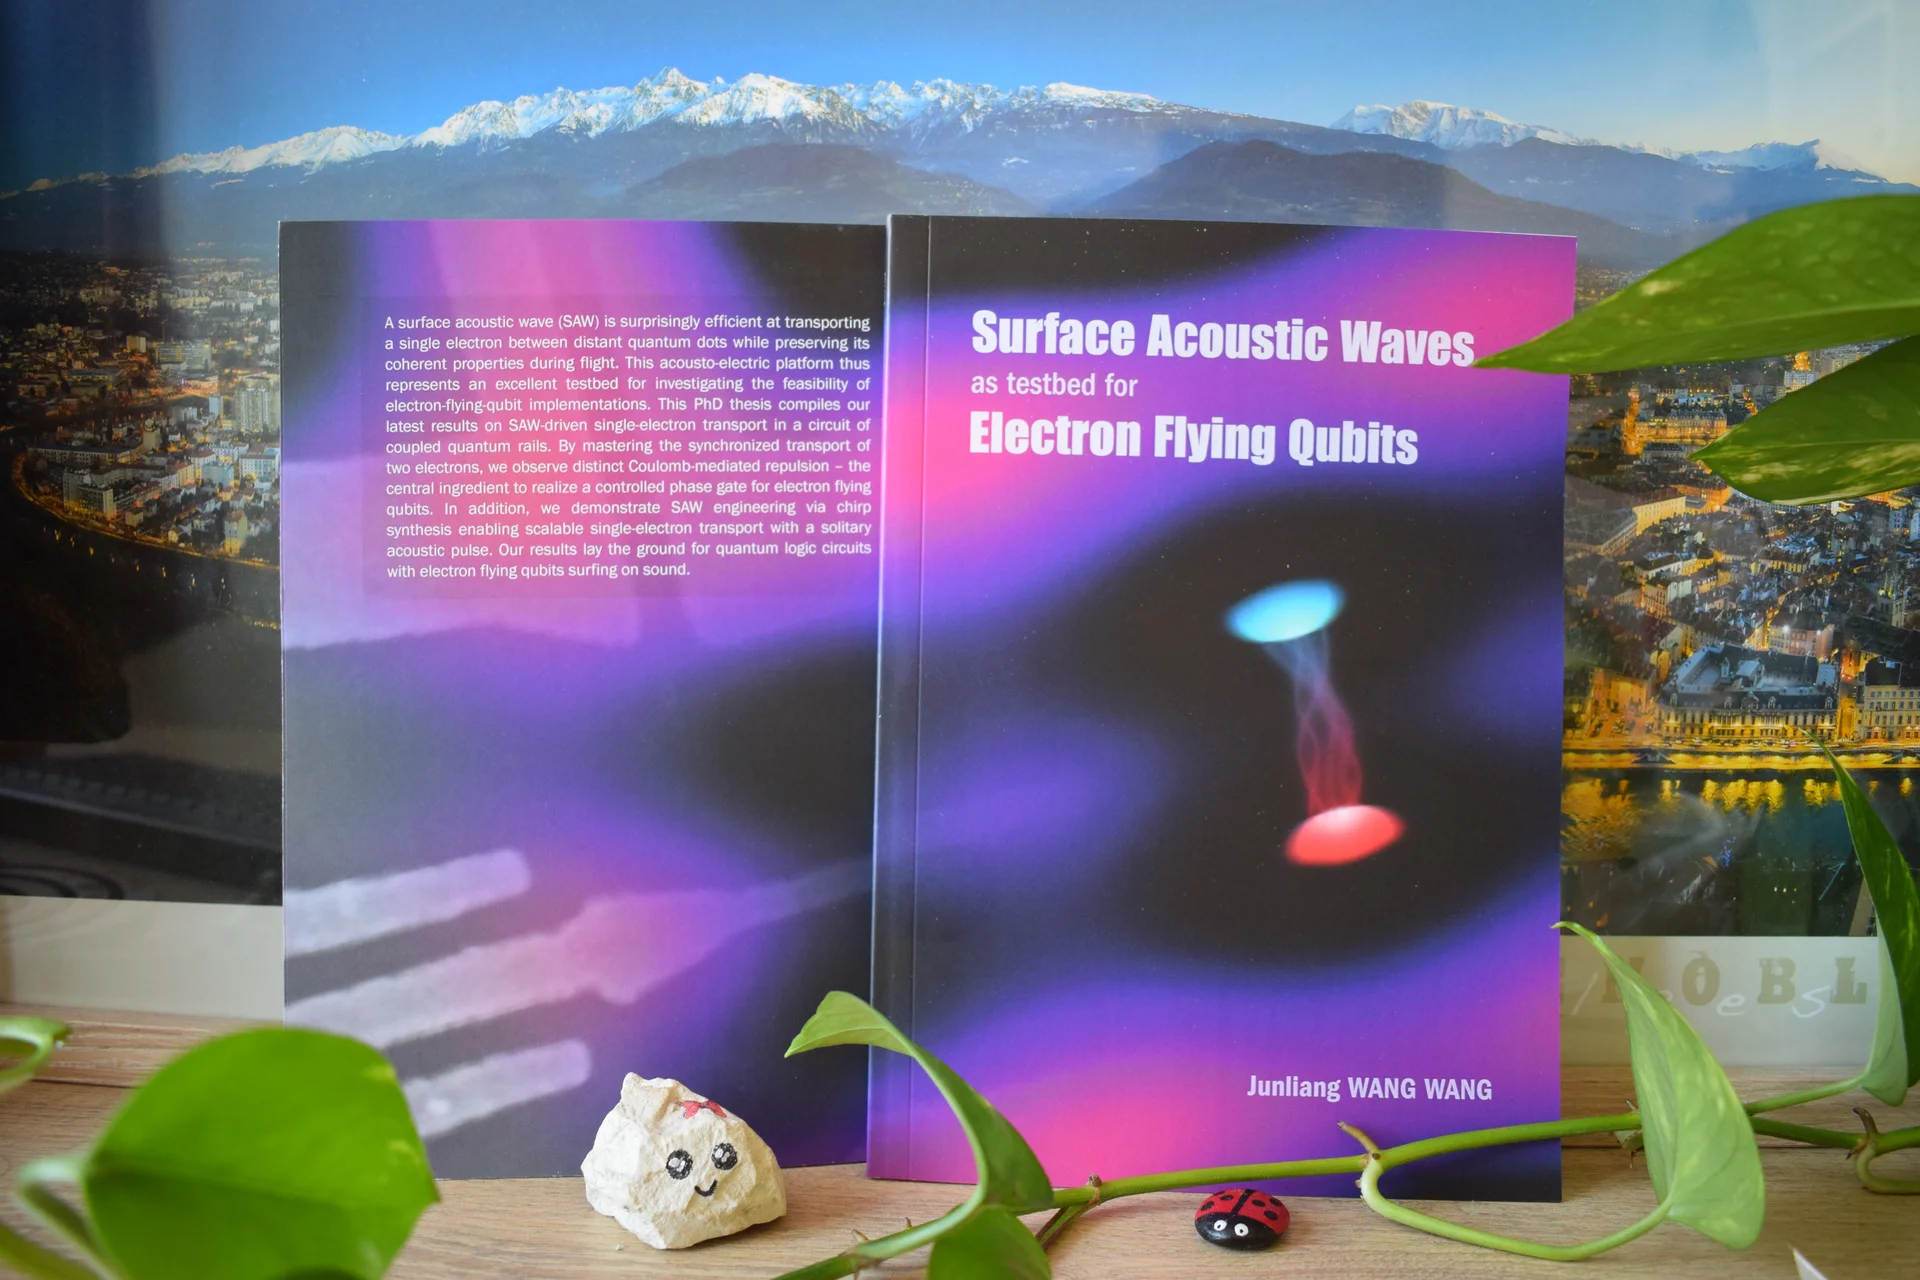 A surface acoustic wave (SAW) is surprisingly efficient at transporting
a single electron between distant quantum dots while preserving its
coherent properties during flight. This acousto-electric platform thus
represents an excellent testbed for investigating the feasibility of
electron-flying-qubit implementations. This PhD thesis compiles our
latest results on SAW-driven single-electron transport in a circuit of
coupled quantum rails. By mastering the synchronized transport of
two electrons, we observe distinct Coulomb-mediated repulsion – the
central ingredient to realize a controlled phase gate for electron flying
qubits. In addition, we demonstrate SAW engineering via chirp
synthesis enabling scalable single-electron transport with a solitary
acoustic pulse. Our results lay the ground for quantum logic circuits
with electron flying qubits surfing on sound.
Surface Acoustic Waves
as testbed for
Electron Flying Qubits
Junliang WANG WANG